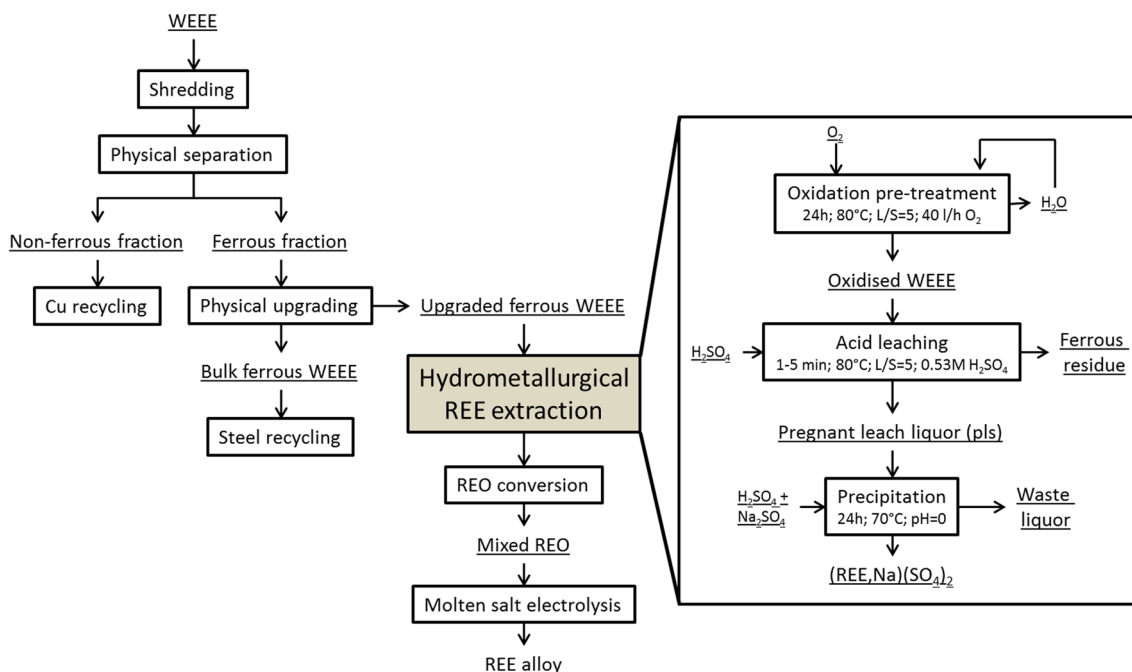 WEEE
Shredding
Physical separation
Non-ferrous fraction
Ferrous fraction
Cu recycling
Physical upgrading
Upgraded ferrous WEEE
Bulk ferrous WEEE
Steel recycling
Hydrometallurgical
REE extraction
REO conversion
Mixed REO
Molten salt electrolysis
REE alloy
O₂
Oxidation pre-treatment
24h; 80°C; L/S=5; 40 l/h O₂
H₂O
Oxidised WEEE
H₂SO₄
Acid leaching
1-5 min; 80°C; L/S=5; 0.53M H₂SO₄
Ferrous
residue
Pregnant leach liquor (pls)
H₂SO₄ +
Na₂SO₄
Precipitation
24h; 70°C; pH=0
Waste
liquor
(REE,Na)(SO₄)₂